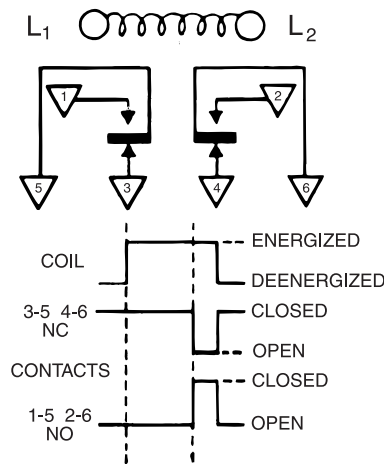 L1 L2
1 2
5 3 4 6
ENERGIZED
COIL
DEENERGIZED
3-5 4-6 CLOSED
NC
OPEN
CONTACTS CLOSED
1-5 2-6 OPEN
NO